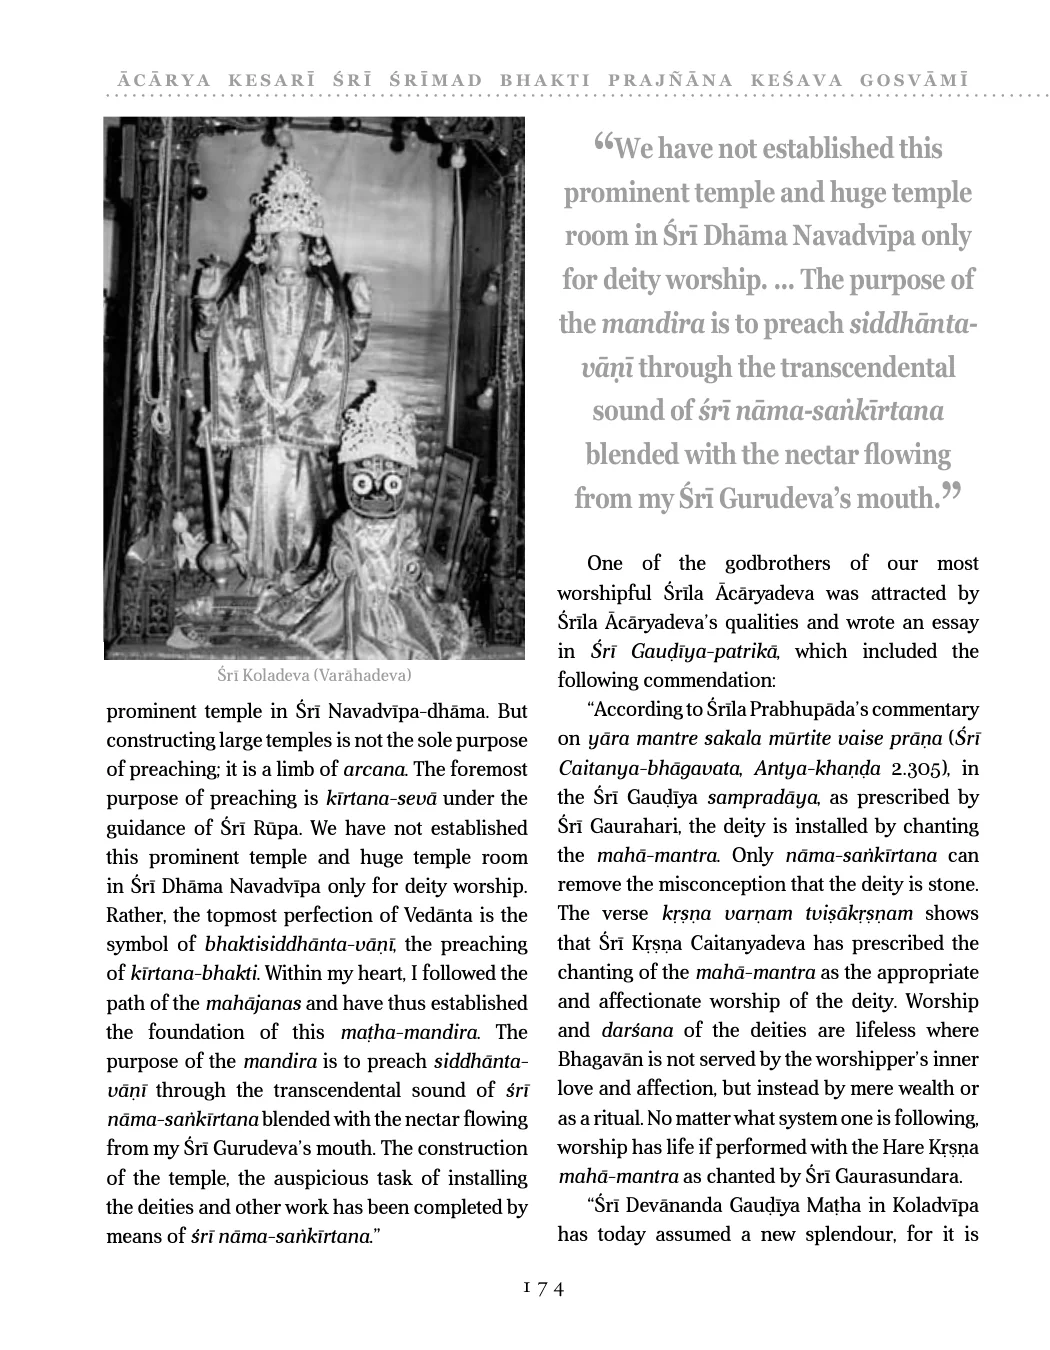 ĀCĀRYA KESARĪ ŚRĪ ŚRĪMAD BHAKTI PRAJÑĀNA KEŚAVA GOSVĀMĪ
Śrī Koladeva (Varāhadeva)
prominent temple in Śrī Navadvīpa-dhāma. But
constructing large temples is not the sole purpose
of preaching; it is a limb of arcana. The foremost
purpose of preaching is kīrtana-sevā under the
guidance of Śrī Rūpa. We have not established
this prominent temple and huge temple room
in Śrī Dhāma Navadvīpa only for deity worship.
Rather, the topmost perfection of Vedānta is the
symbol of bhaktisiddhānta-vāṇī, the preaching
of kīrtana-bhakti. Within my heart, I followed the
path of the mahājanas and have thus established
the foundation of this maṭha-mandira. The
purpose of the mandira is to preach siddhānta-
vāṇī through the transcendental sound of śrī
nāma-saṅkīrtana blended with the nectar flowing
from my Śrī Gurudeva’s mouth. The construction
of the temple, the auspicious task of installing
the deities and other work has been completed by
means of śrī nāma-saṅkīrtana.”
“We have not established this
prominent temple and huge temple
room in Śrī Dhāma Navadvīpa only
for deity worship. ... The purpose of
the mandira is to preach siddhānta-
vāṇī through the transcendental
sound of śrī nāma-saṅkīrtana
blended with the nectar flowing
from my Śrī Gurudeva’s mouth.”
One of the godbrothers of our most
worshipful Śrīla Ācāryadeva was attracted by
Śrīla Ācāryadeva’s qualities and wrote an essay
in Śrī Gauḍīya-patrikā, which included the
following commendation:
“According to Śrīla Prabhupāda’s commentary
on yāra mantre sakala mūrtite vaise prāṇa (Śrī
Caitanya-bhāgavata, Antya-khaṇḍa 2.305), in
the Śrī Gauḍīya sampradāya, as prescribed by
Śrī Gaurahari, the deity is installed by chanting
the mahā-mantra. Only nāma-saṅkīrtana can
remove the misconception that the deity is stone.
The verse kṛṣṇa varṇam tviṣākṛṣṇam shows
that Śrī Kṛṣṇa Caitanyadeva has prescribed the
chanting of the mahā-mantra as the appropriate
and affectionate worship of the deity. Worship
and darśana of the deities are lifeless where
Bhagavān is not served by the worshipper’s inner
love and affection, but instead by mere wealth or
as a ritual. No matter what system one is following,
worship has life if performed with the Hare Kṛṣṇa
mahā-mantra as chanted by Śrī Gaurasundara.
“Śrī Devānanda Gauḍīya Maṭha in Koladvīpa
has today assumed a new splendour, for it is
174